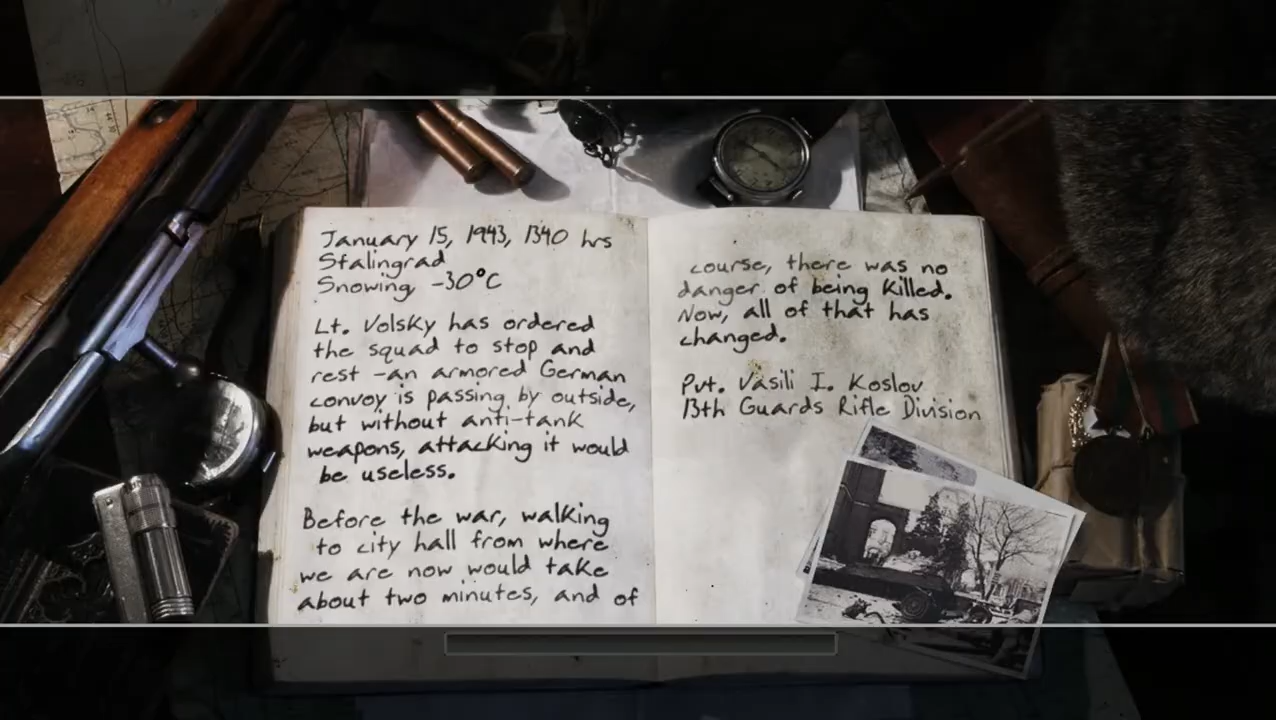 January 15, 1943, 1340 hrs
Stalingrad
Snowing -30°C
Lt. Volsky has ordered
the squad to stop and
rest -an armored German
convoy is passing by outside,
but without anti-tank
weapons, attacking it would
be useless.
Before the war, walking
to city hall from where
we are now would take
about two minutes, and of
course, there was no
danger of being killed.
Now, all of that has
changed.
Pvt. Vasili I. Koslov
13th Guards Rifle Division